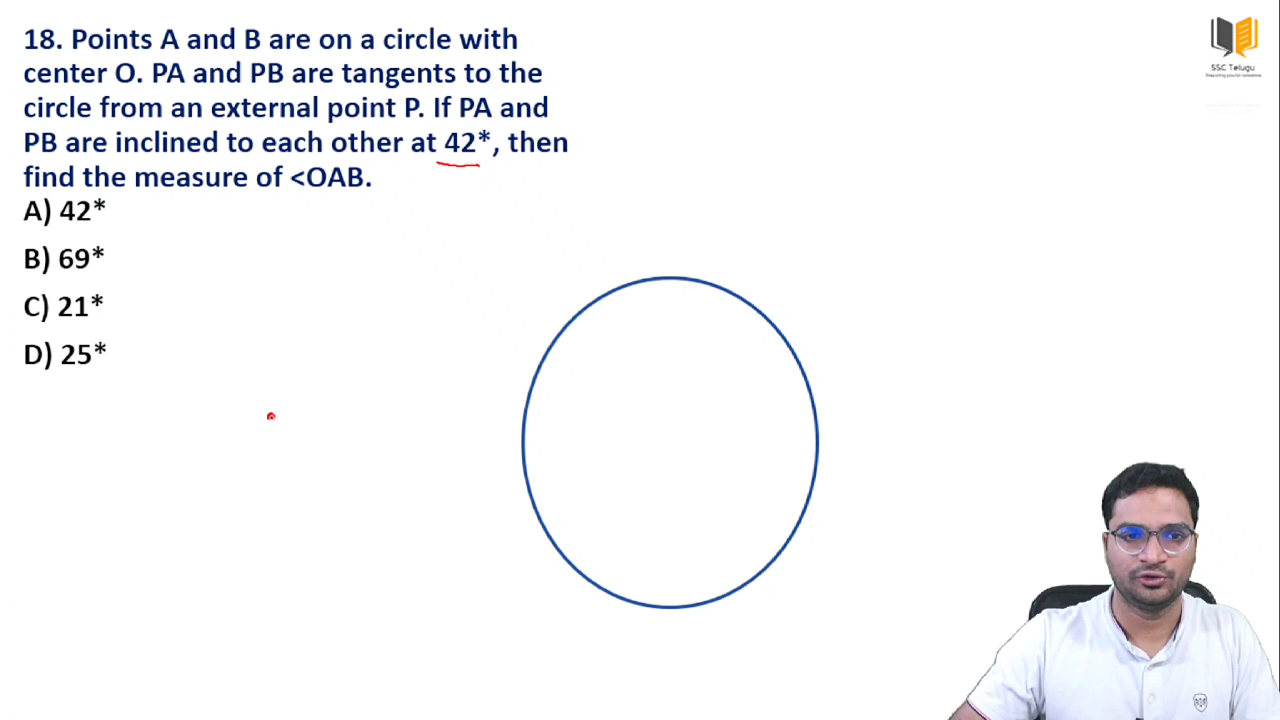 18. Points A and B are on a circle with
center O. PA and PB are tangents to the
circle from an external point P. If PA and
PB are inclined to each other at 42*, then
find the measure of <OAB.
A) 42*
B) 69*
C) 21*
D) 25*
SSC Telugu